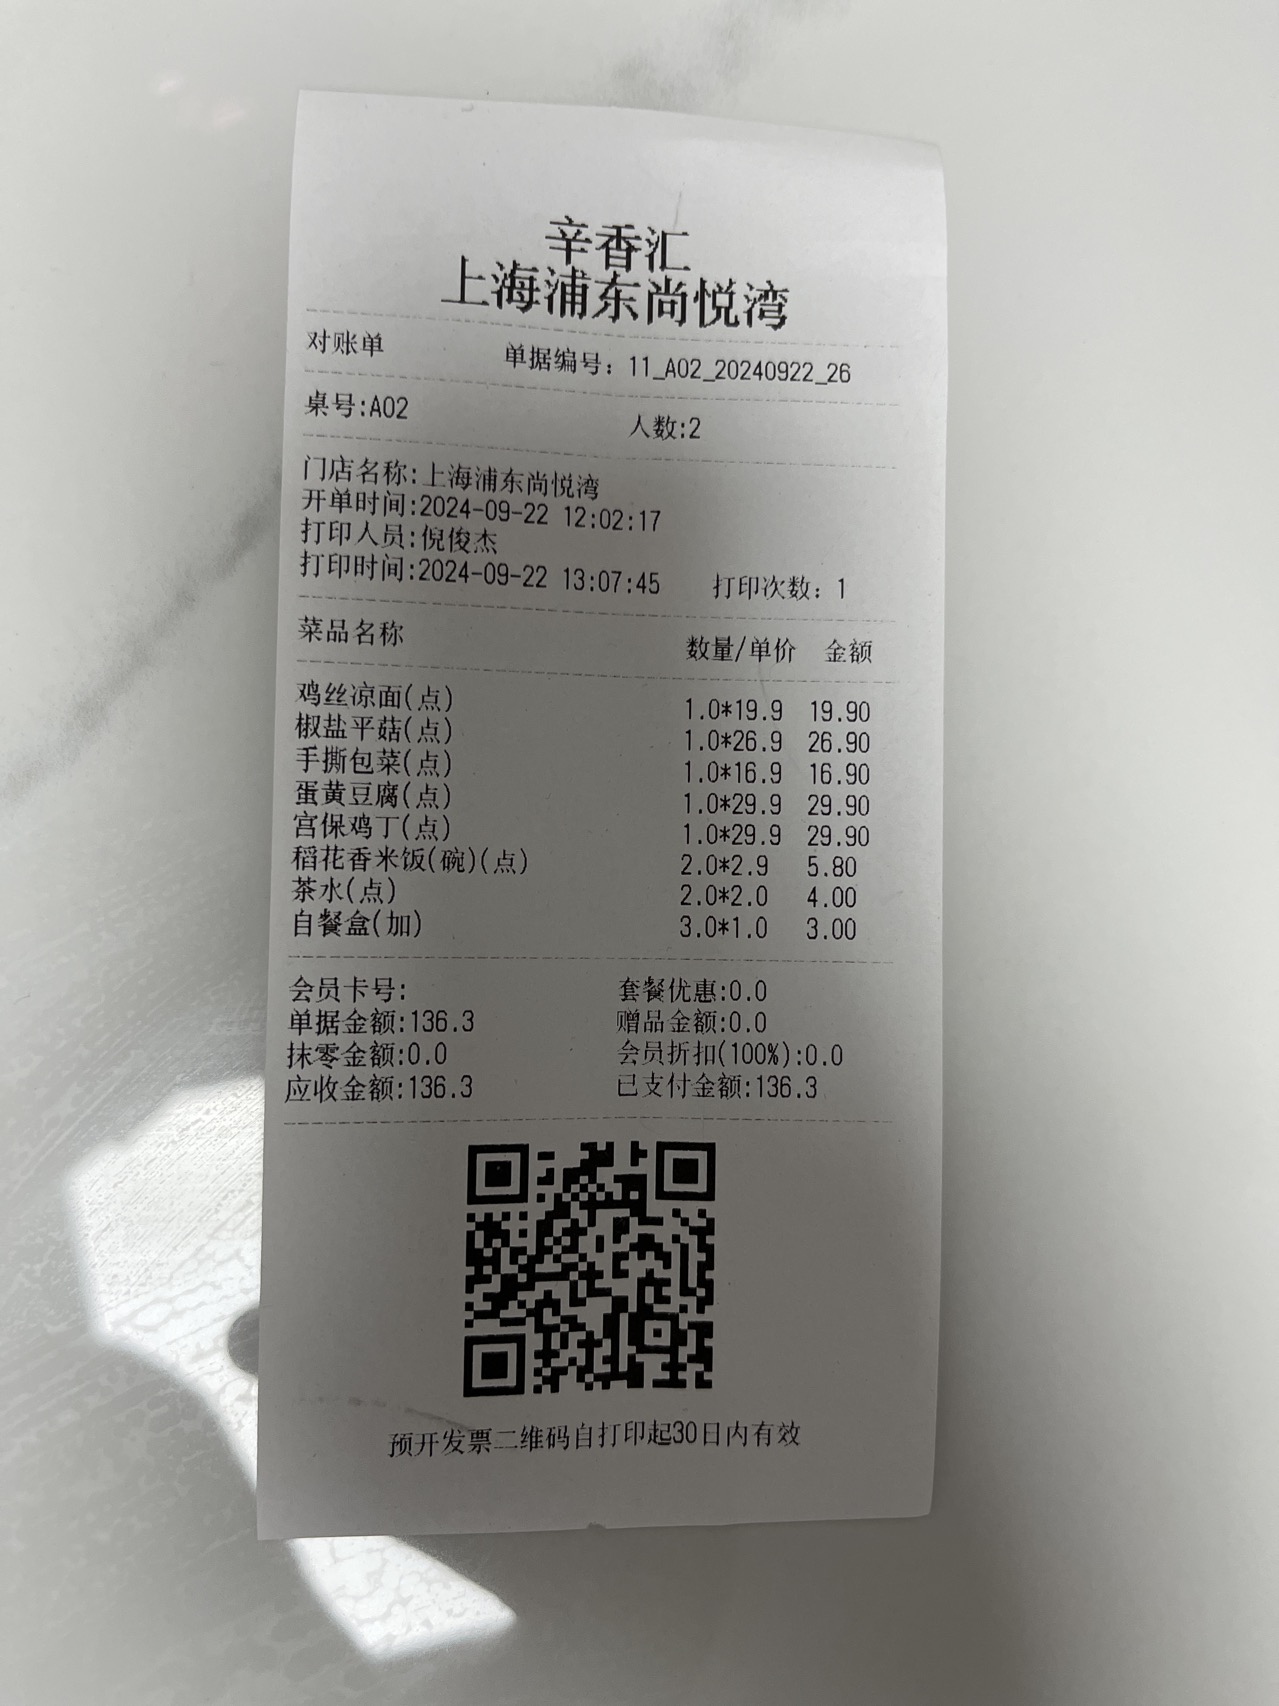 辛香汇
上海浦东尚悦湾
对账单 单据编号：11_A02_20240922_26
桌号:A02 人数:2
门店名称:上海浦东尚悦湾
开单时间:2024-09-22 12:02:17
打印人员:倪俊杰
打印时间:2024-09-22 13:07:45 打印次数：1
菜品名称 数量/单价 金额
鸡丝凉面(点) 1.0*19.9 19.90
椒盐平菇(点) 1.0*26.9 26.90
手撕包菜(点) 1.0*16.9 16.90
蛋黄豆腐(点) 1.0*29.9 29.90
宫保鸡丁(点) 1.0*29.9 29.90
稻花香米饭(碗)(点) 2.0*2.9 5.80
茶水(点) 2.0*2.0 4.00
自餐盒(加) 3.0*1.0 3.00
会员卡号: 套餐优惠:0.0
单据金额:136.3 赠品金额:0.0
抹零金额:0.0 会员折扣(100%):0.0
应收金额:136.3 已支付金额:136.3
预开发票二维码自打印起30日内有效